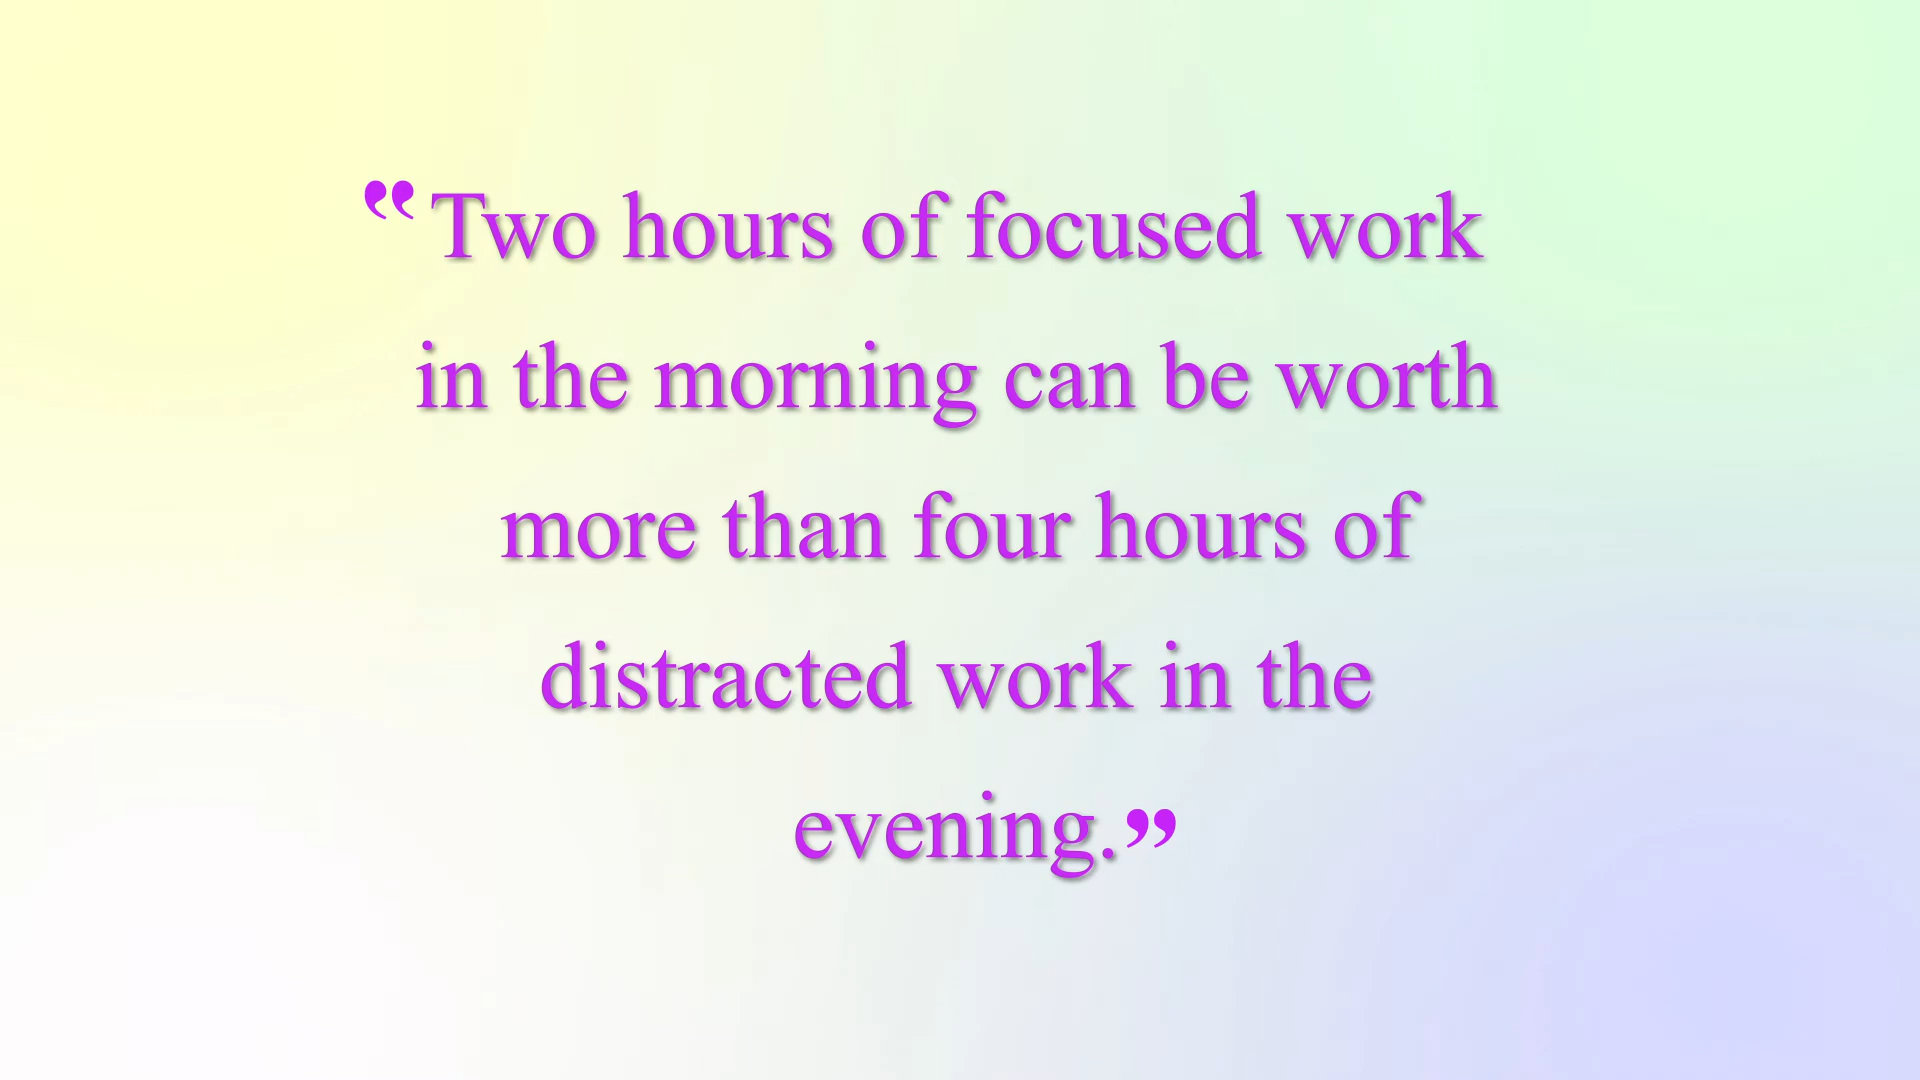 ❝Two hours of focused work
in the morning can be worth
more than four hours of
distracted work in the
evening.❞